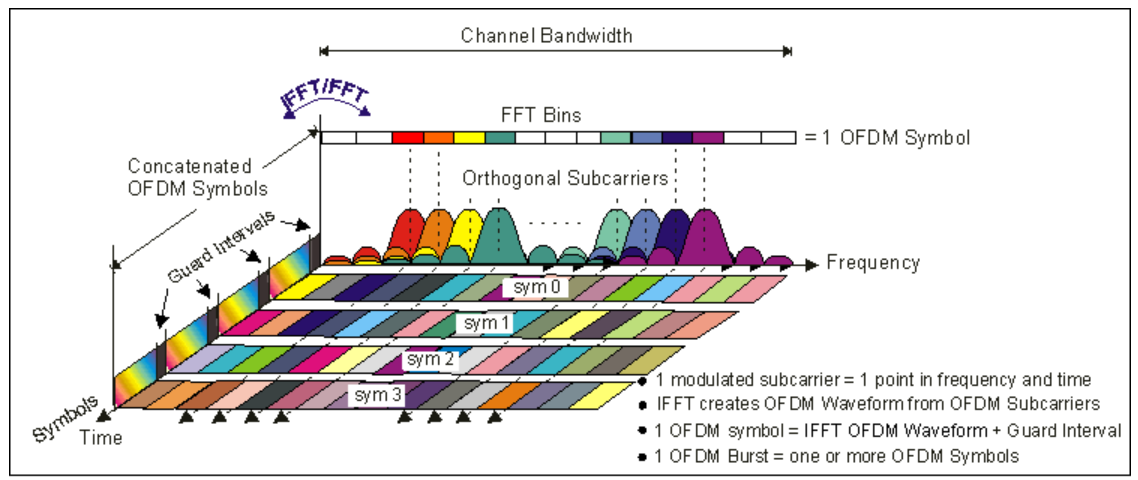 Channel Bandwidth
IFFT/FFT
FFT Bins
= 1 OFDM Symbol
Concatenated
OFDM Symbols
Orthogonal Subcarriers
Guard Intervals
Frequency
sym 0
sym 1
sym 2
sym 3
Symbols
Time
• 1 modulated subcarrier = 1 point in frequency and time
• IFFT creates OFDM Waveform from OFDM Subcarriers
• 1 OFDM symbol = IFFT OFDM Waveform + Guard Interval
• 1 OFDM Burst = one or more OFDM Symbols